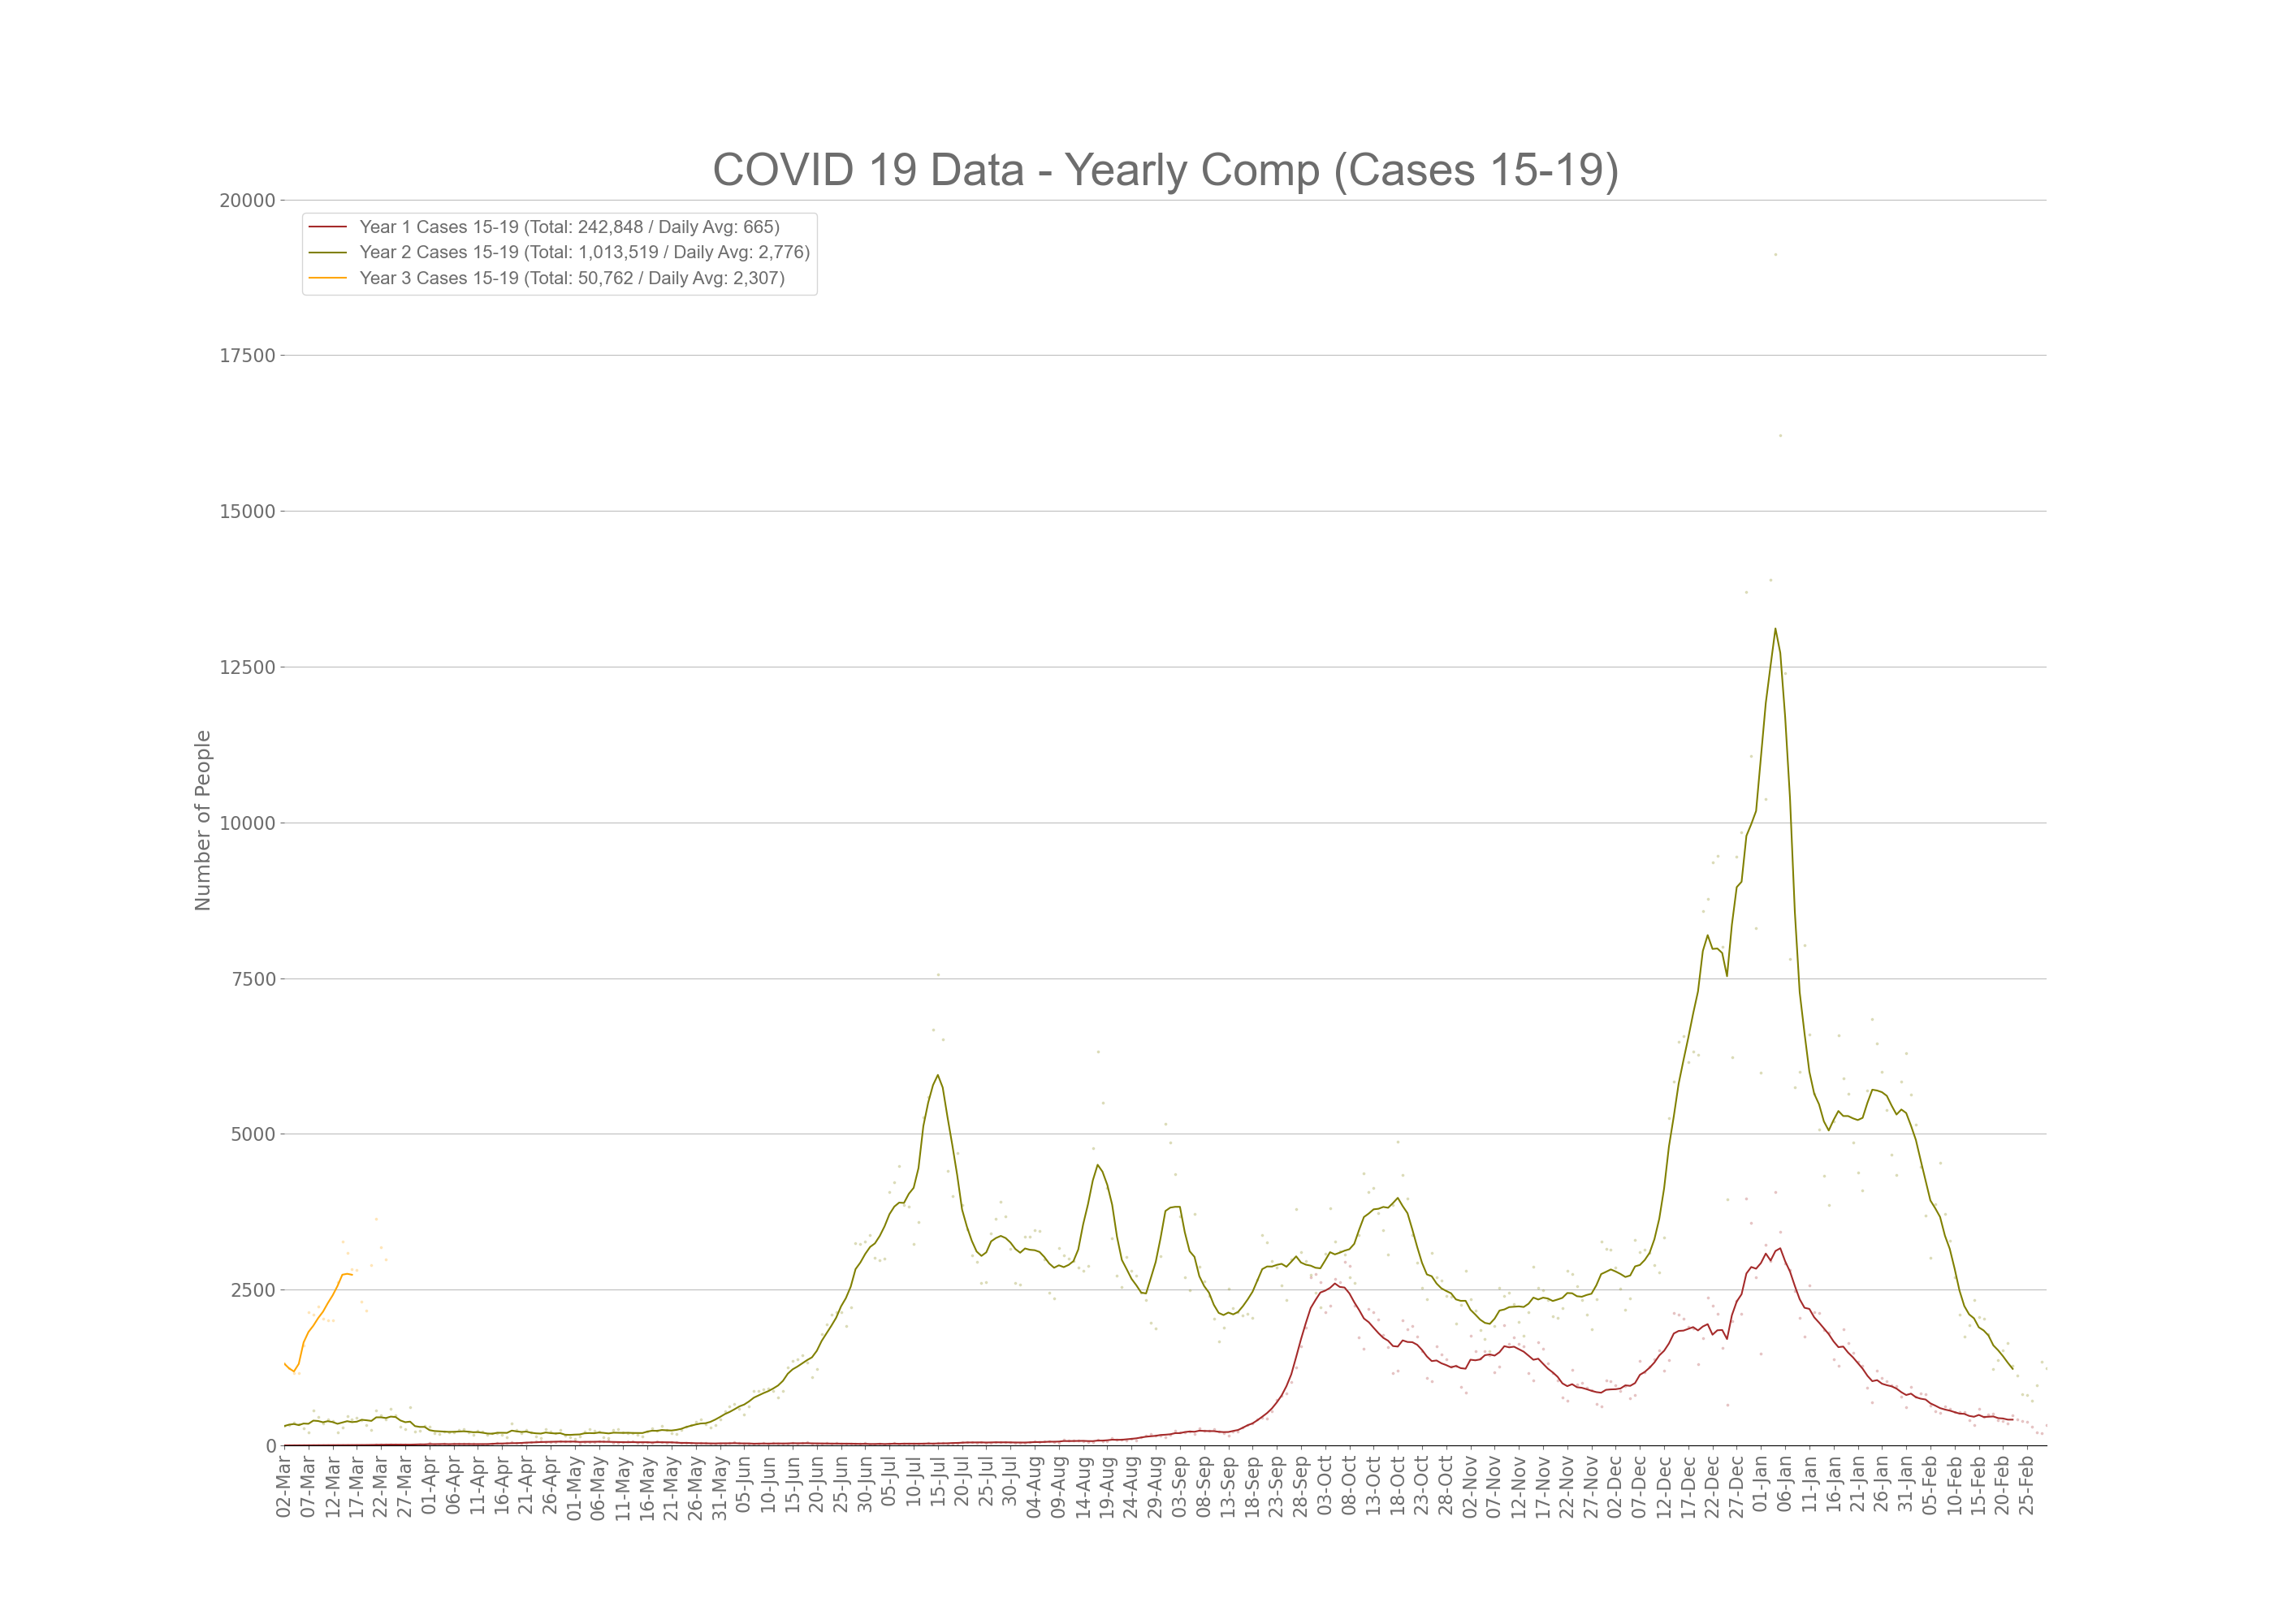 COVID 19 Data - Yearly Comp (Cases 15-19)
Year 1 Cases 15-19 (Total: 242,848 / Daily Avg: 665)
Year 2 Cases 15-19 (Total: 1,013,519 / Daily Avg: 2,776)
Year 3 Cases 15-19 (Total: 50,762 / Daily Avg: 2,307)
Number of People
20000
17500
15000
12500
10000
7500
5000
2500
0
02-Mar
07-Mar
12-Mar
17-Mar
22-Mar
27-Mar
01-Apr
06-Apr
11-Apr
16-Apr
21-Apr
26-Apr
01-May
06-May
11-May
16-May
21-May
26-May
31-May
05-Jun
10-Jun
15-Jun
20-Jun
25-Jun
30-Jun
05-Jul
10-Jul
15-Jul
20-Jul
25-Jul
30-Jul
04-Aug
09-Aug
14-Aug
19-Aug
24-Aug
29-Aug
03-Sep
08-Sep
13-Sep
18-Sep
23-Sep
28-Sep
03-Oct
08-Oct
13-Oct
18-Oct
23-Oct
28-Oct
02-Nov
07-Nov
12-Nov
17-Nov
22-Nov
27-Nov
02-Dec
07-Dec
12-Dec
17-Dec
22-Dec
27-Dec
01-Jan
06-Jan
11-Jan
16-Jan
21-Jan
26-Jan
31-Jan
05-Feb
10-Feb
15-Feb
20-Feb
25-Feb